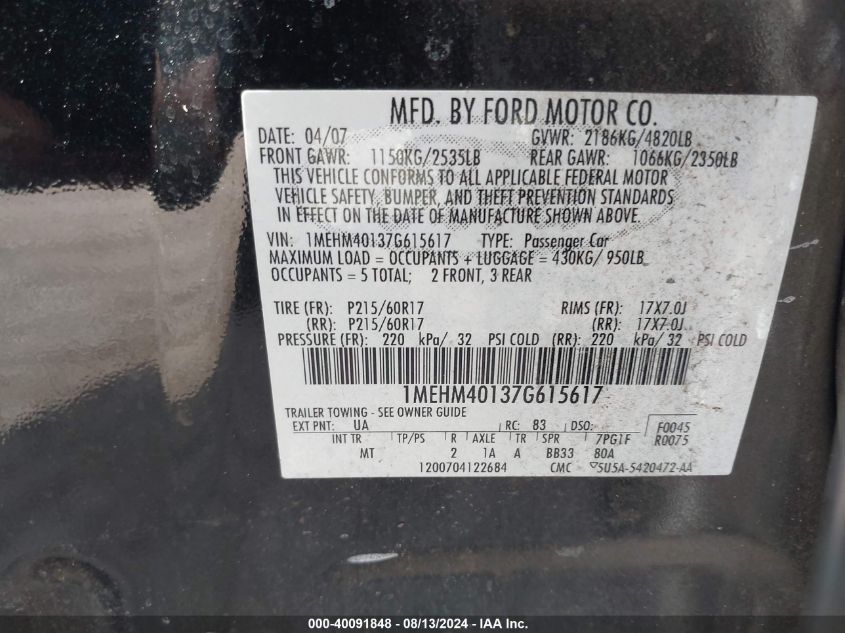 MFD. BY FORD MOTOR CO.
DATE: 04/07 GVWR: 2186KG/4820LB
FRONT GAWR: 1150KG/2535LB REAR GAWR: 1066KG/2350LB
THIS VEHICLE CONFORMS TO ALL APPLICABLE FEDERAL MOTOR
VEHICLE SAFETY, BUMPER, AND THEFT PREVENTION STANDARDS
IN EFFECT ON THE DATE OF MANUFACTURE SHOWN ABOVE.
VIN: 1MEHM40137G615617 TYPE: Passenger Car
MAXIMUM LOAD = OCCUPANTS + LUGGAGE = 430KG/ 950LB
OCCUPANTS = 5 TOTAL; 2 FRONT, 3 REAR
TIRE (FR): P215/60R17 RIMS (FR): 17X7.0J
(RR): P215/60R17 (RR): 17X7.0J
PRESSURE (FR): 220 kPa/ 32 PSI COLD (RR): 220 kPa/ 32 PSI COLD
1MEHM40137G615617
TRAILER TOWING - SEE OWNER GUIDE
EXT PNT: UA RC: 83 DSO: F0045
INT TR TP/PS R AXLE TR SPR 7PG1F R0075
MT 2 1A A BB33 80A
1200704122684 CMC 5U5A-5420472-AA
000-40091848 - 08/13/2024 - IAA Inc.